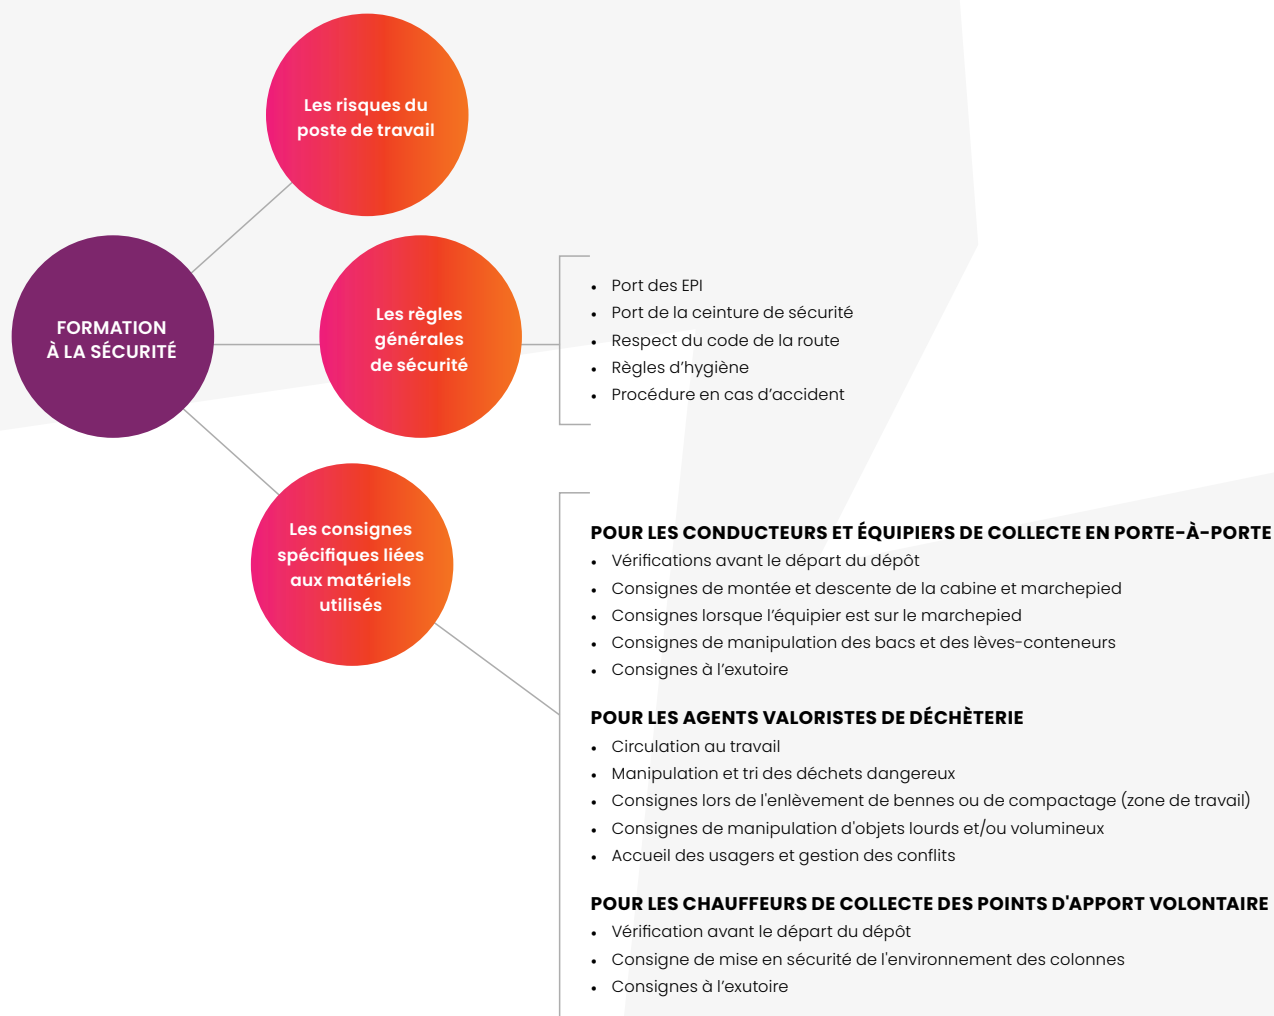 Les risques du
poste de travail
FORMATION
À LA SÉCURITÉ
Les règles
générales
de sécurité
• Port des EPI
• Port de la ceinture de sécurité
• Respect du code de la route
• Règles d’hygiène
• Procédure en cas d’accident
Les consignes
spécifiques liées
aux matériels
utilisés
POUR LES CONDUCTEURS ET ÉQUIPIERS DE COLLECTE EN PORTE-À-PORTE
• Vérifications avant le départ du dépôt
• Consignes de montée et descente de la cabine et marchepied
• Consignes lorsque l’équipier est sur le marchepied
• Consignes de manipulation des bacs et des lèves-conteneurs
• Consignes à l’exutoire
POUR LES AGENTS VALORISTES DE DÉCHÈTERIE
• Circulation au travail
• Manipulation et tri des déchets dangereux
• Consignes lors de l'enlèvement de bennes ou de compactage (zone de travail)
• Consignes de manipulation d'objets lourds et/ou volumineux
• Accueil des usagers et gestion des conflits
POUR LES CHAUFFEURS DE COLLECTE DES POINTS D'APPORT VOLONTAIRE
• Vérification avant le départ du dépôt
• Consigne de mise en sécurité de l'environnement des colonnes
• Consignes à l’exutoire